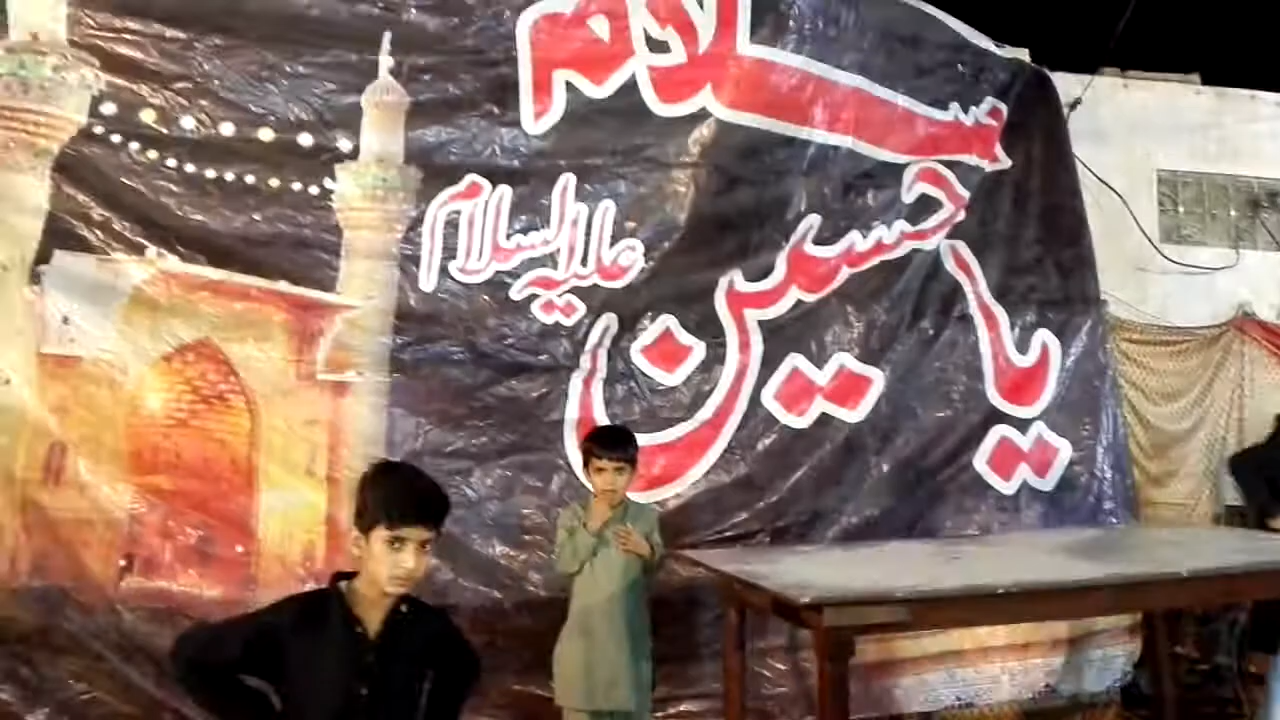 سلام
یا حسین
علیہ السلام